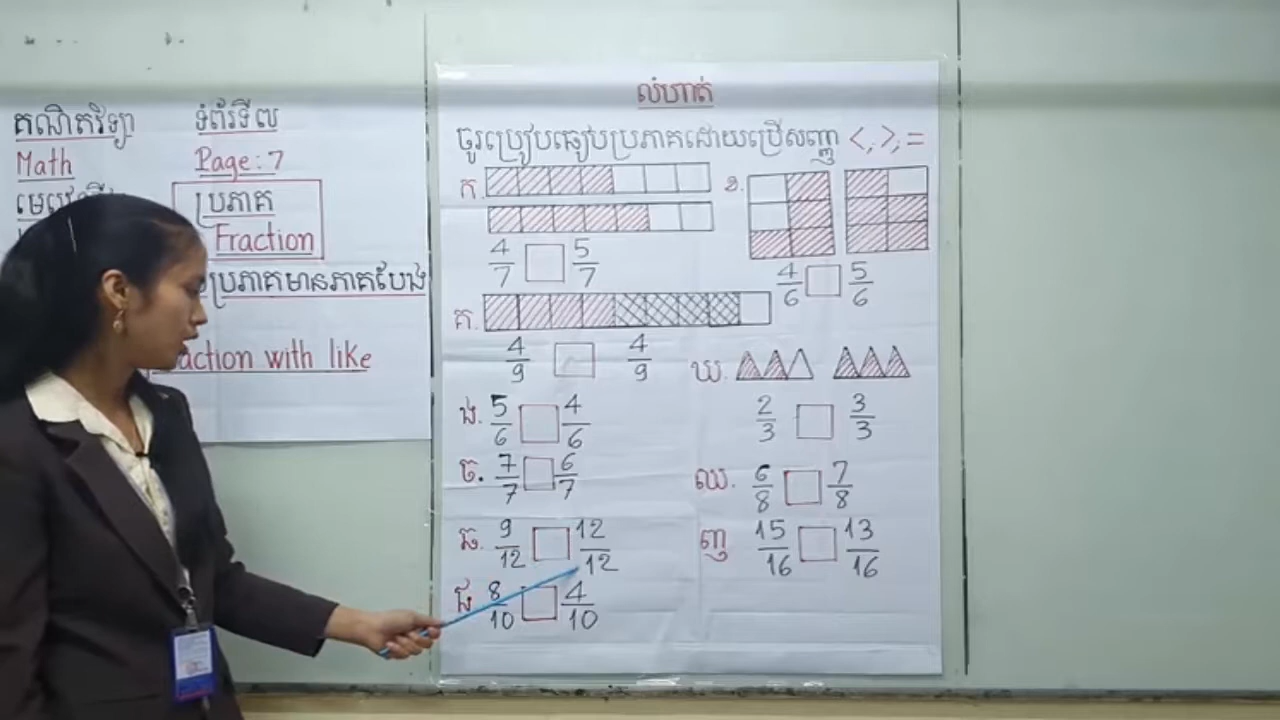 គណិតវិទ្យា ទំព័រទី៧
Math Page: 7
ប្រភាគ
Fraction
ប្រភាគមានភាគបែង
action with like
លំហាត់
ចូរប្រៀបធៀបប្រភាគដោយប្រើសញ្ញា <,>,=
ក. 4/7 □ 5/7
ខ. 4/6 □ 5/6
គ. 4/9 □ 4/9
ឃ. 2/3 □ 3/3
ង. 5/6 □ 4/6
ច. 7/7 □ 6/7
ឈ. 6/8 □ 7/8
ឆ. 9/12 □ 12/12
ញ 15/16 □ 13/16
ជ 8/10 □ 4/10